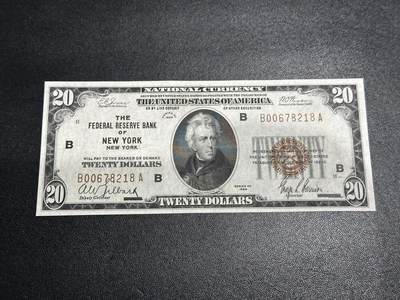 NATIONAL CURRENCY
THE UNITED STATES OF AMERICA
20
20
THE
FEDERAL RESERVE BANK
OF
NEW YORK
NEW YORK
WILL PAY TO THE BEARER ON DEMAND
TWENTY DOLLARS
B
B00678218 A
B
B00678218 A
B
B
20
20
SERIES OF
TWENTY DOLLARS